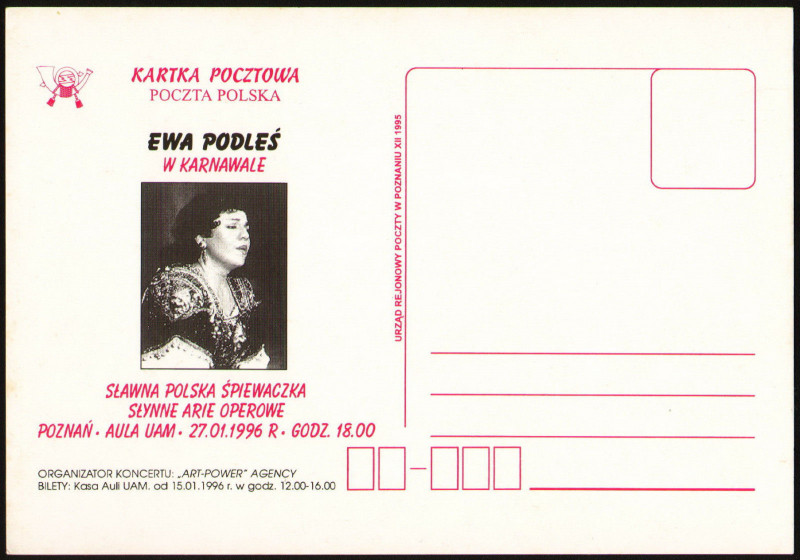 KARTKA POCZTOWA
POCZTA POLSKA
EWA PODLEŚ
W KARNAWALE
SŁAWNA POLSKA ŚPIEWACZKA
SŁYNNE ARIE OPEROWE
POZNAŃ • AULA UAM • 27.01.1996 R • GODZ. 18.00
ORGANIZATOR KONCERTU: „ART-POWER" AGENCY
BILETY: Kasa Auli UAM. od 15.01.1996 r. w godz. 12.00-16.00
URZĄD REJONOWY POCZTY W POZNANIU XII 1995